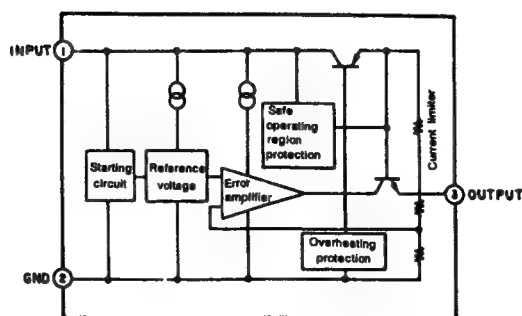 INPUT 1
Safe
operating
region
protection
Current limiter
Starting
circuit
Reference
voltage
Error
amplifier
3 OUTPUT
Overheating
protection
GND 2